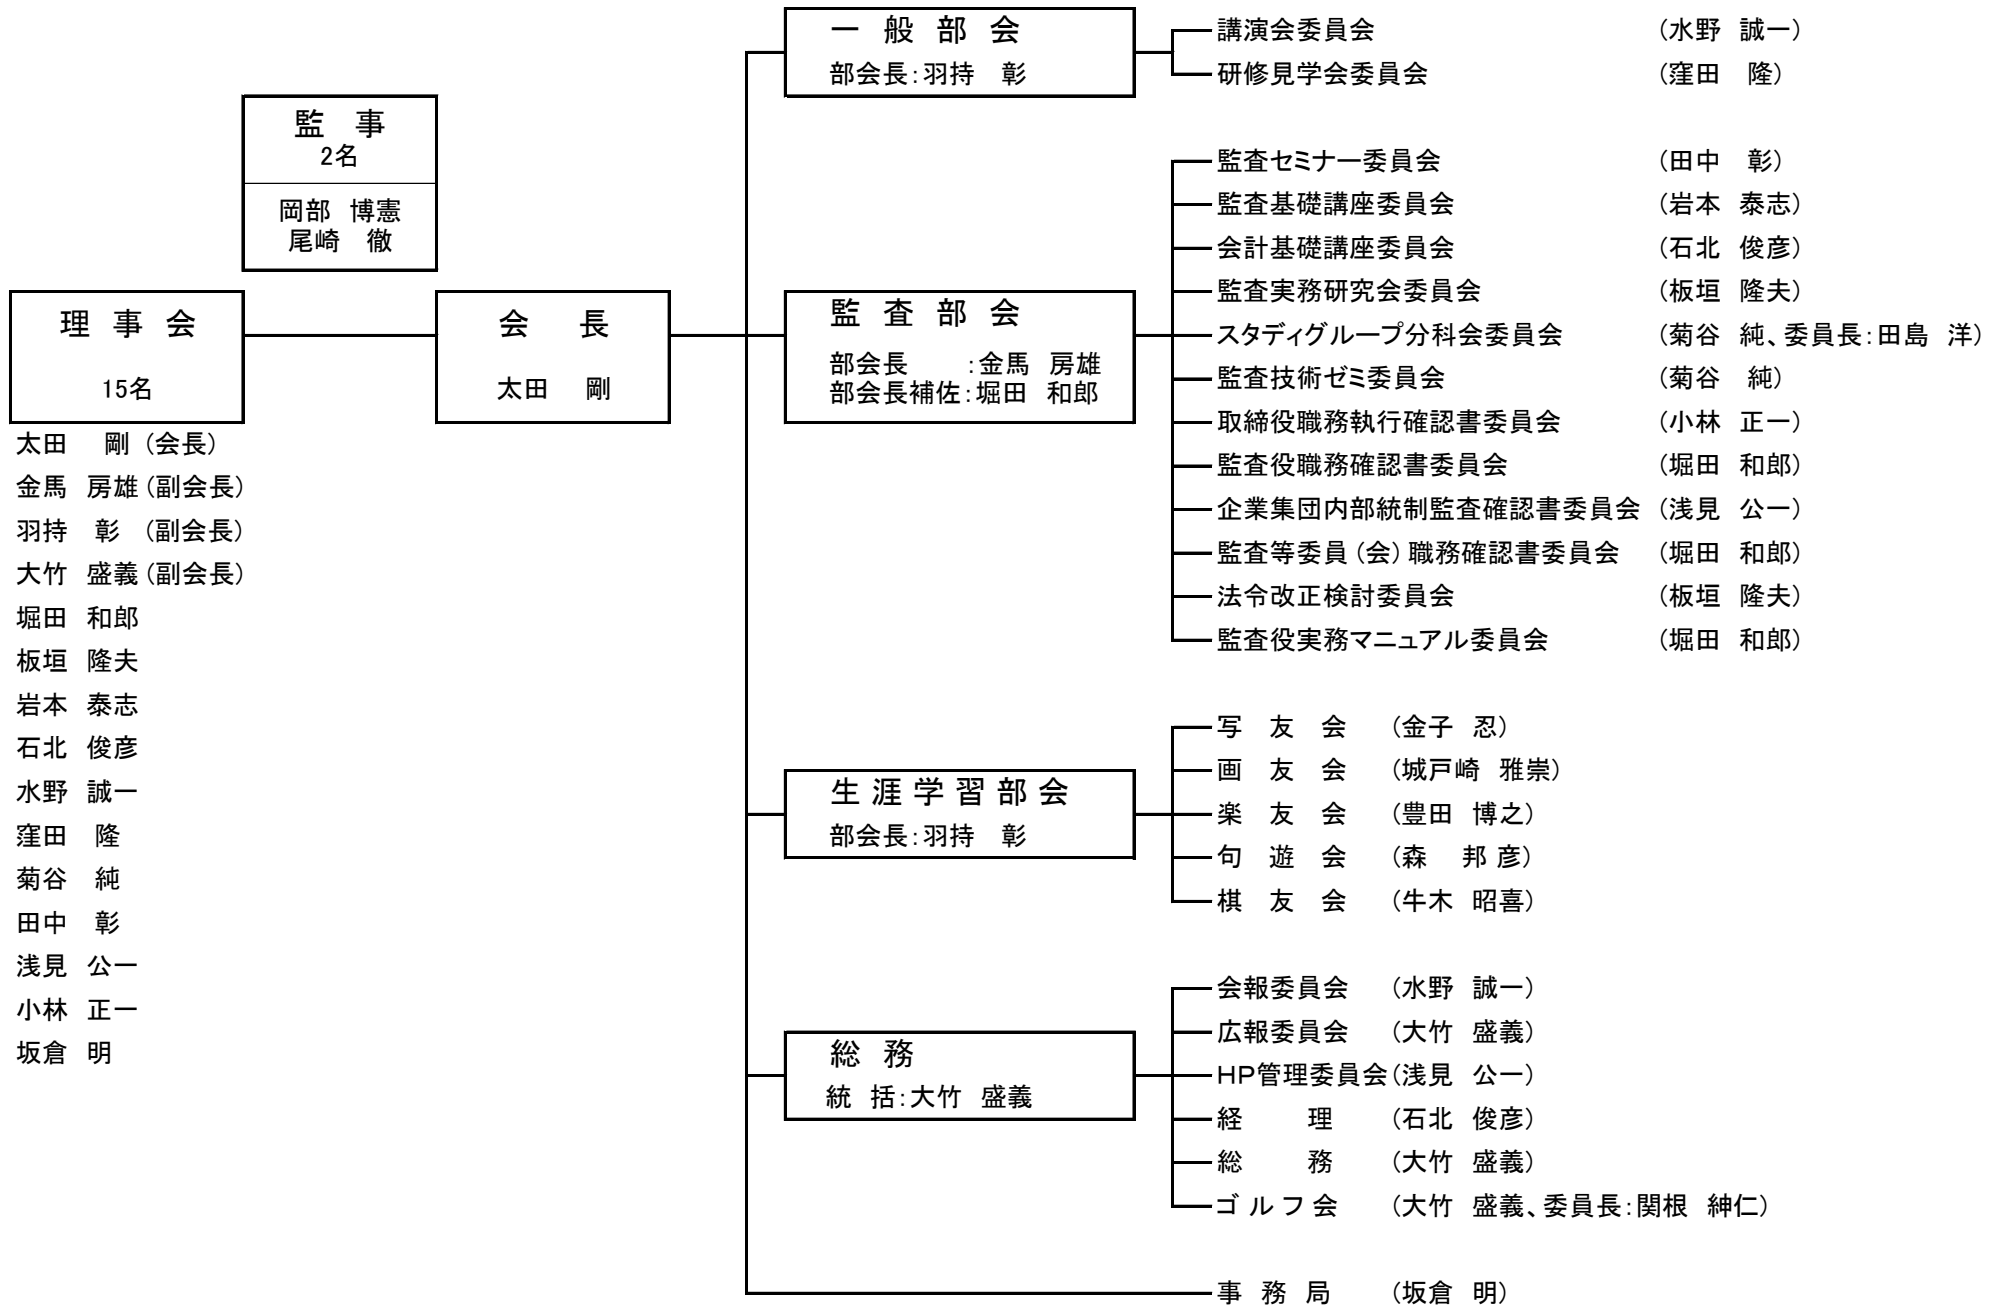 監　事
2名
岡部　博憲
尾崎　徹
理　事　会
15名
太田　剛（会長）
金馬　房雄（副会長）
羽持　彰　（副会長）
大竹　盛義（副会長）
堀田　和郎
板垣　隆夫
岩本　泰志
石北　俊彦
水野　誠一
窪田　隆
菊谷　純
田中　彰
浅見　公一
小林　正一
坂倉　明
会　長
太田　剛
一　般　部　会
部会長：羽持　彰
講演会委員会　（水野　誠一）
研修見学会委員会　（窪田　隆）
監　査　部　会
部会長　：金馬　房雄
部会長補佐：堀田　和郎
監査セミナー委員会　（田中　彰）
監査基礎講座委員会　（岩本　泰志）
会計基礎講座委員会　（石北　俊彦）
監査実務研究会委員会　（板垣　隆夫）
スタディグループ分科会委員会　（菊谷　純、委員長：田島　洋）
監査技術ゼミ委員会　（菊谷　純）
取締役職務執行確認書委員会　（小林　正一）
監査役職務確認書委員会　（堀田　和郎）
企業集団内部統制監査確認書委員会　（浅見　公一）
監査等委員（会）職務確認書委員会　（堀田　和郎）
法令改正検討委員会　（板垣　隆夫）
監査役実務マニュアル委員会　（堀田　和郎）
生　涯　学　習　部　会
部会長：羽持　彰
写　友　会　（金子　忍）
画　友　会　（城戸崎　雅崇）
楽　友　会　（豊田　博之）
句　遊　会　（森　邦彦）
棋　友　会　（牛木　昭喜）
総　務
統　括：大竹　盛義
会報委員会　（水野　誠一）
広報委員会　（大竹　盛義）
HP管理委員会（浅見　公一）
経　理　（石北　俊彦）
総　務　（大竹　盛義）
ゴルフ会　（大竹　盛義、委員長：関根　紳仁）
事　務　局　（坂倉　明）